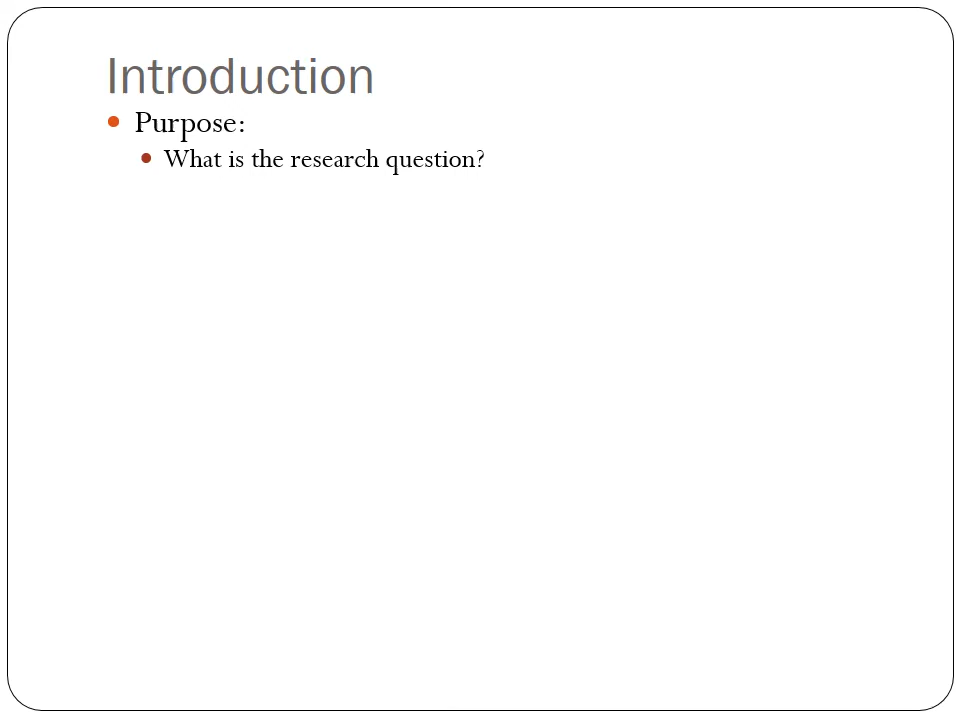 Introduction
Purpose:
What is the research question?